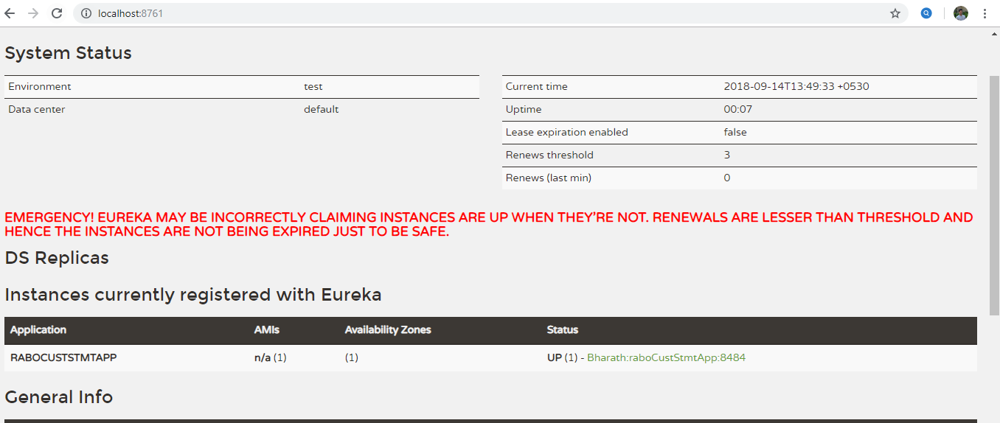 localhost:8761
System Status
Environment test
Data center default
Current time 2018-09-14T13:49:33 +0530
Uptime 00:07
Lease expiration enabled false
Renews threshold 3
Renews (last min) 0
EMERGENCY! EUREKA MAY BE INCORRECTLY CLAIMING INSTANCES ARE UP WHEN THEY'RE NOT. RENEWALS ARE LESSER THAN THRESHOLD AND
HENCE THE INSTANCES ARE NOT BEING EXPIRED JUST TO BE SAFE.
DS Replicas
Instances currently registered with Eureka
Application AMIs Availability Zones Status
RABOCUSTSTMTAPP n/a (1) (1) UP (1) - Bharath:raboCustStmtApp:8484
General Info